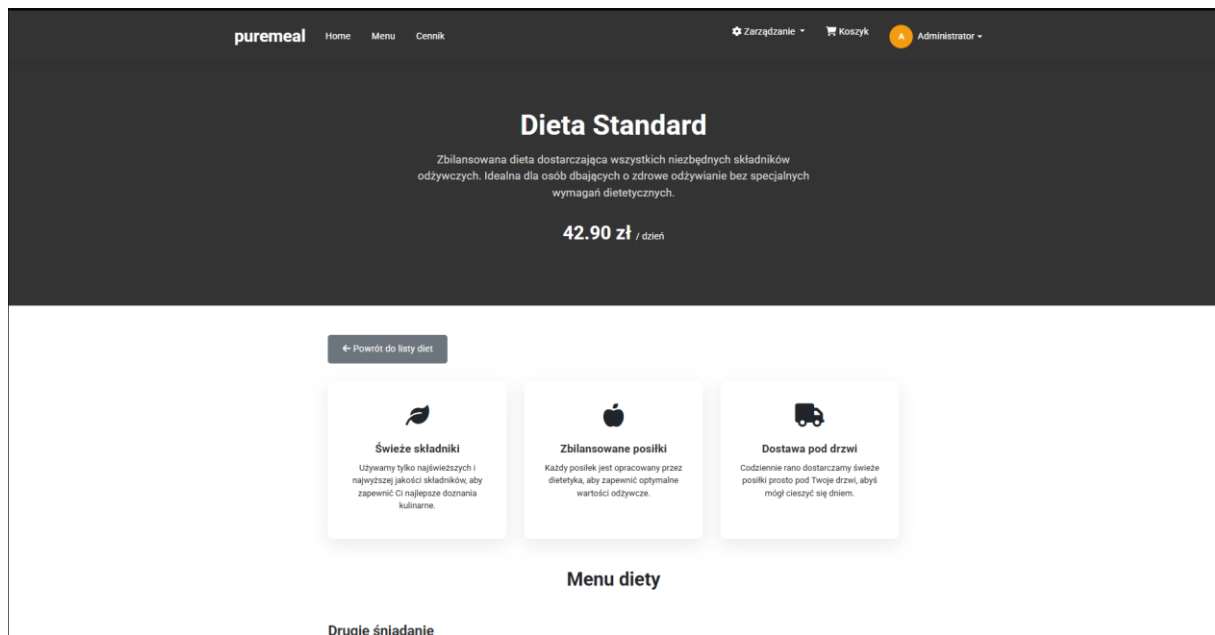 puremeal Home Menu Cennik Zarządzanie Koszyk A Administrator
Dieta Standard
Zbilansowana dieta dostarczająca wszystkich niezbędnych składników
odżywczych. Idealna dla osób dbających o zdrowe odżywianie bez specjalnych
wymagań dietetycznych.
42.90 zł / dzień
← Powrót do listy diet
Świeże składniki
Używamy tylko najświeższych i
najwyższej jakości składników, aby
zapewnić Ci najlepsze doznania
kulinarne.
Zbilansowane posiłki
Każdy posiłek jest opracowany przez
dietetyka, aby zapewnić optymalne
wartości odżywcze.
Dostawa pod drzwi
Codziennie rano dostarczamy świeże
posiłki prosto pod Twoje drzwi, abyś
mógł cieszyć się dniem.
Menu diety
Drugie śniadanie